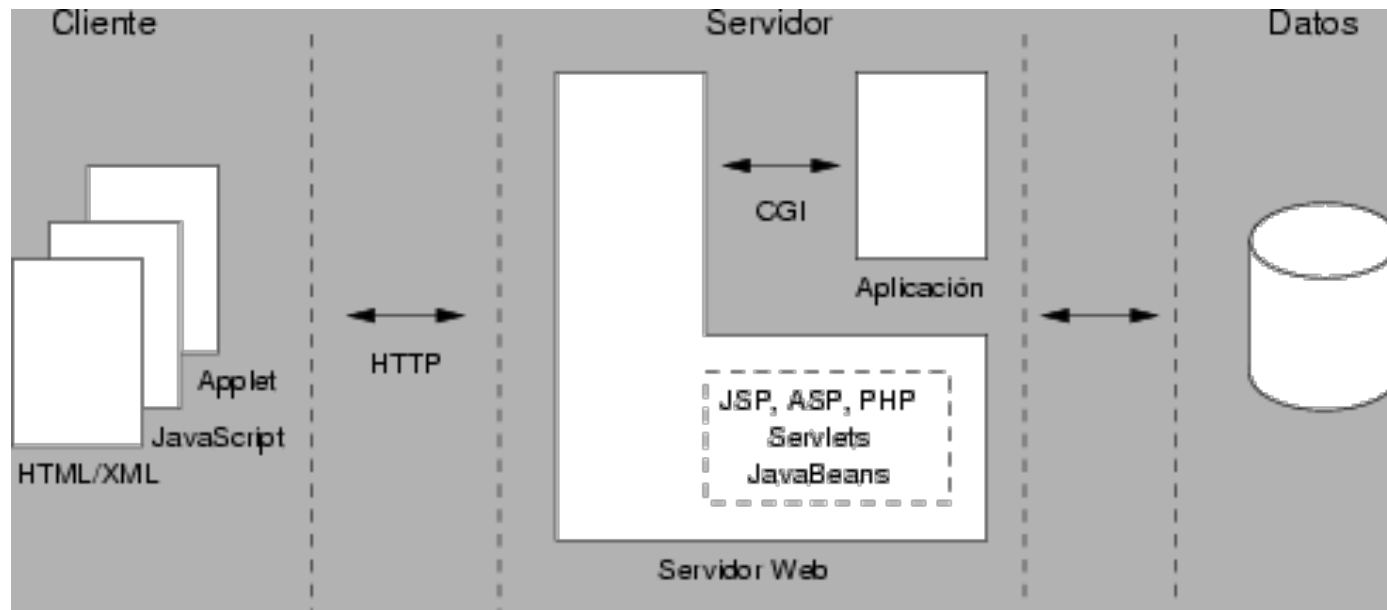 Cliente
Servidor
Datos
CGI
Aplicación
HTTP
Applet
JavaScript
HTML/XML
JSP, ASP, PHP
Servlets
JavaBeans
Servidor Web